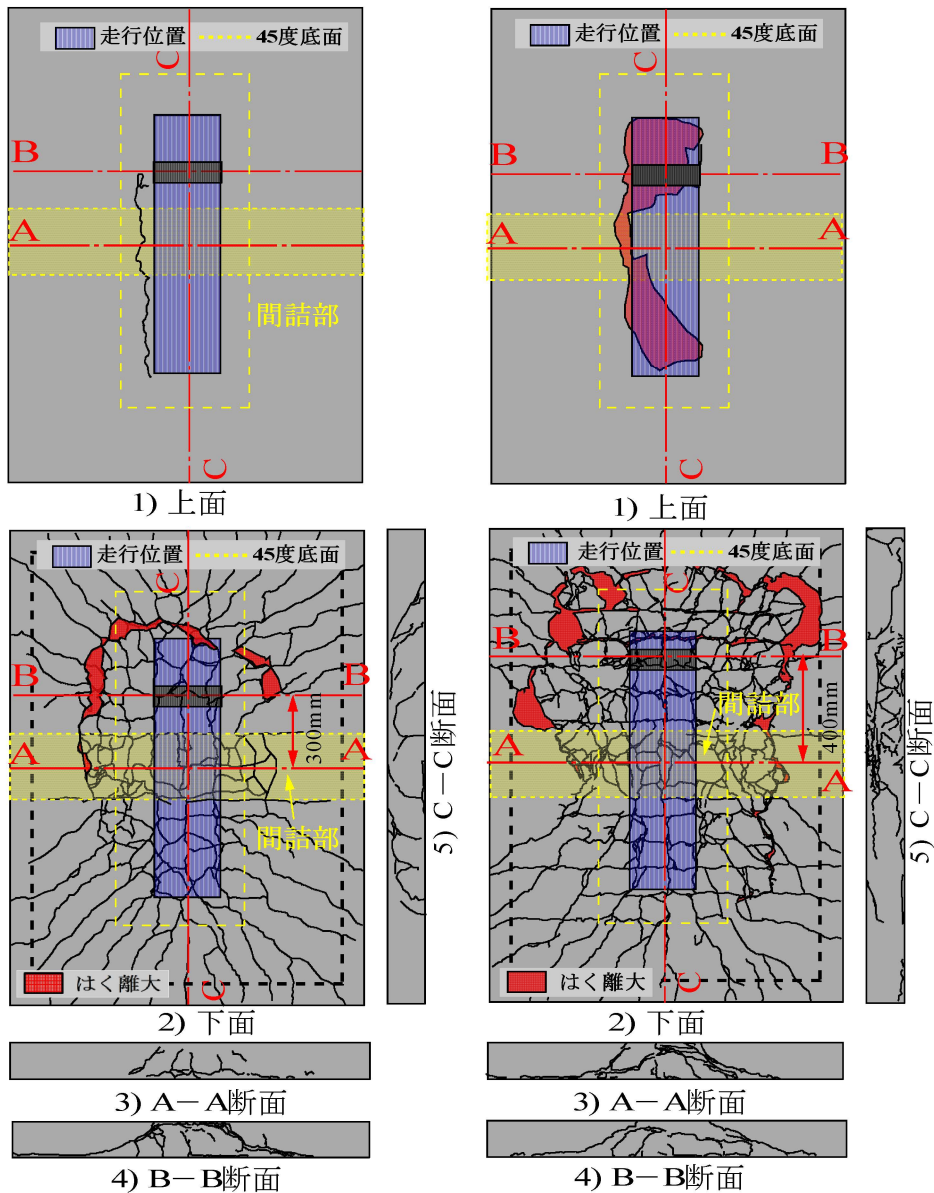 走行位置 45度底面
C
B
A
間詰部
C
1) 上面
走行位置 45度底面
C
B B
A A
C
1) 上面
走行位置 45度底面
C
B B
300mm
A A
間詰部
はく離大
C
2) 下面
5) C－C断面
3) A－A断面
4) B－B断面
走行位置 45度底面
C
B B
間詰部
400mm
A A
はく離大
C
2) 下面
5) C－C断面
3) A－A断面
4) B－B断面